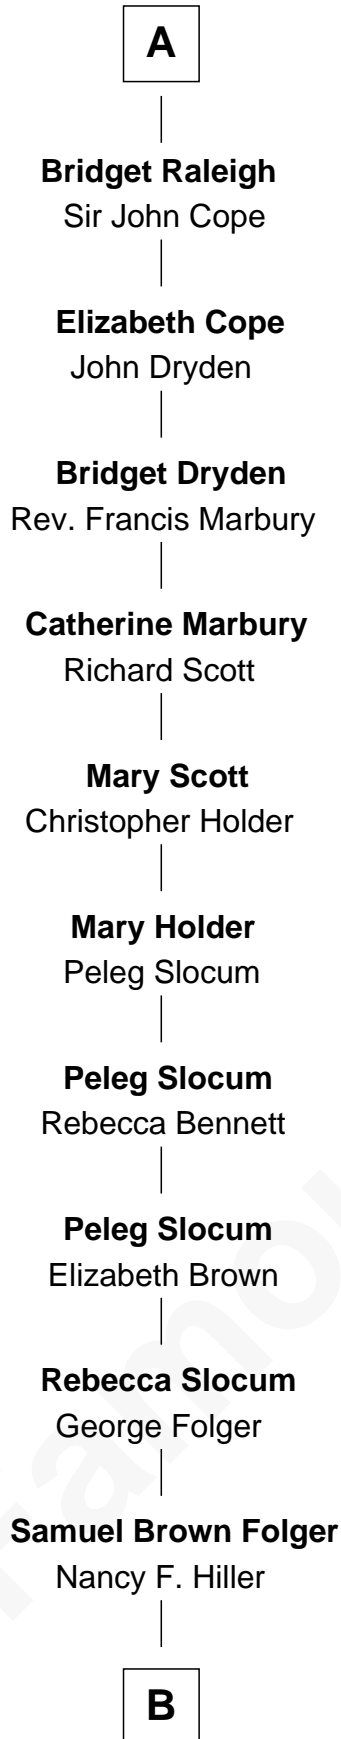 A
Bridget Raleigh
Sir John Cope
Elizabeth Cope
John Dryden
Bridget Dryden
Rev. Francis Marbury
Catherine Marbury
Richard Scott
Mary Scott
Christopher Holder
Mary Holder
Peleg Slocum
Peleg Slocum
Rebecca Bennett
Peleg Slocum
Elizabeth Brown
Rebecca Slocum
George Folger
Samuel Brown Folger
Nancy F. Hiller
B